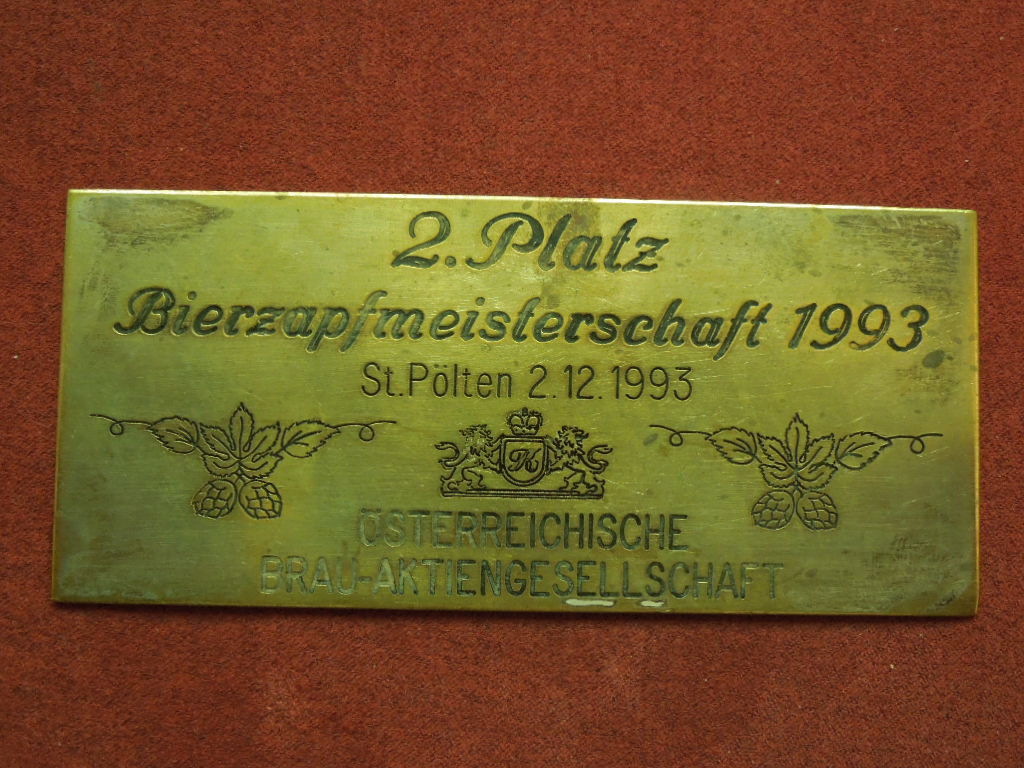 2. Platz
Bierzapfmeisterschaft 1993
St. Pölten 2.12.1993
K
ÖSTERREICHISCHE
BRAU-AKTIENGESELLSCHAFT